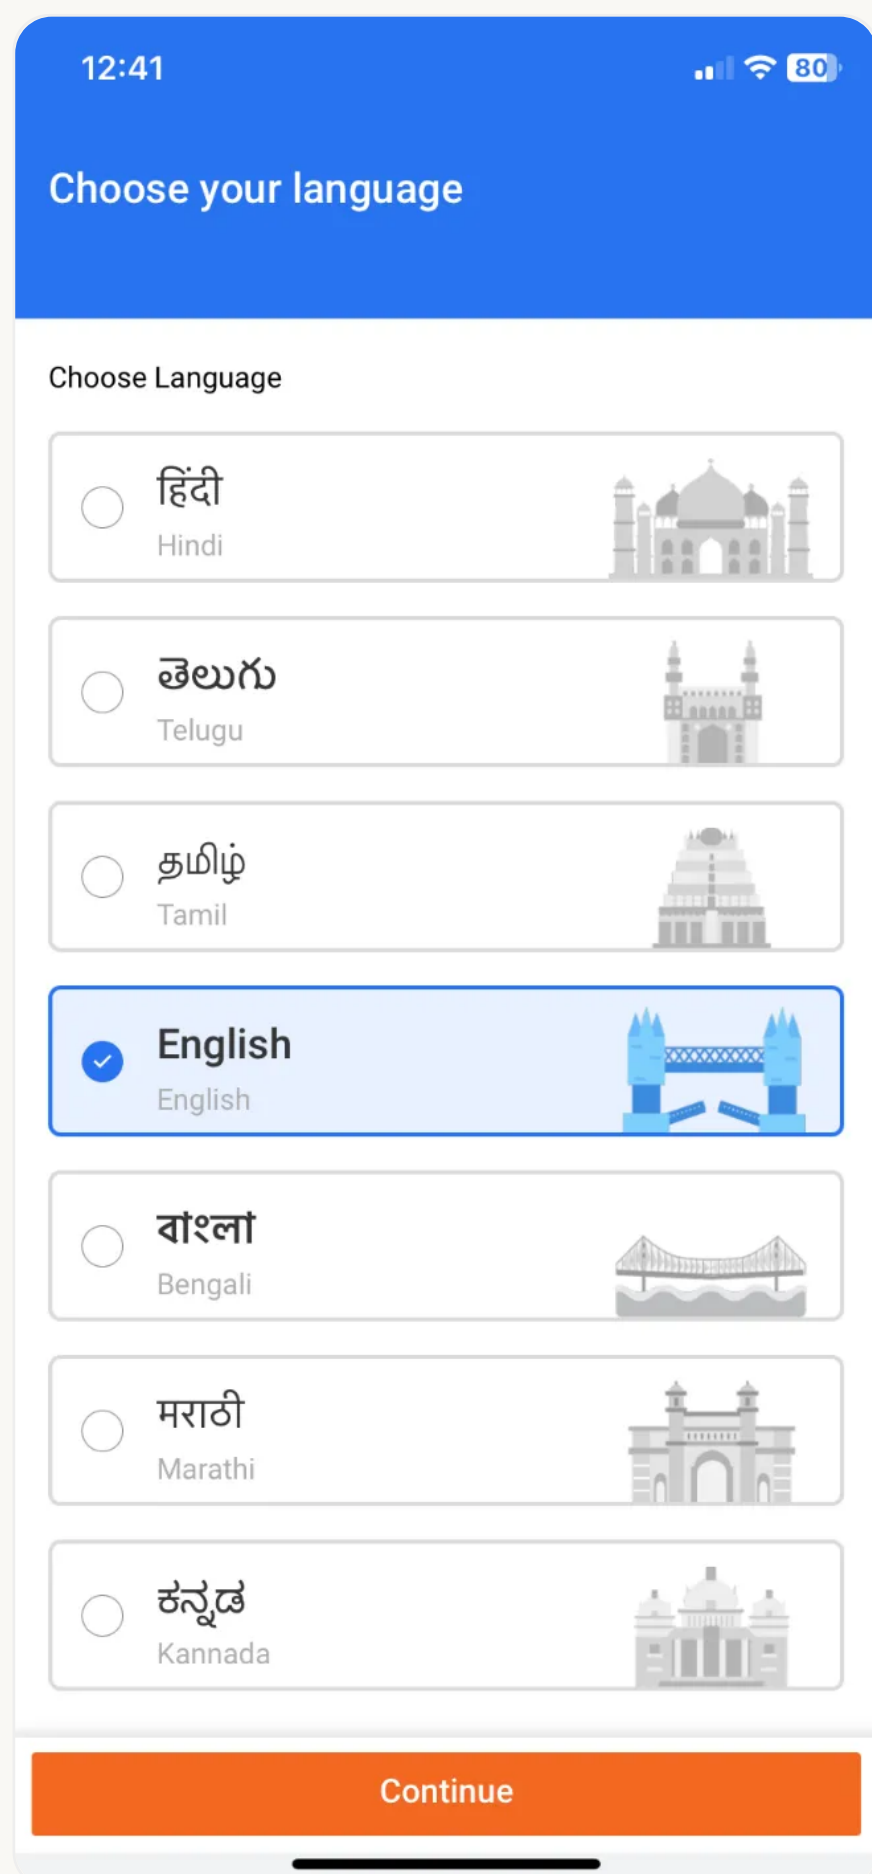 12:41
80
Choose your language
Choose Language
हिंदी
Hindi
తెలుగు
Telugu
தமிழ்
Tamil
English
English
বাংলা
Bengali
मराठी
Marathi
ಕನ್ನಡ
Kannada
Continue